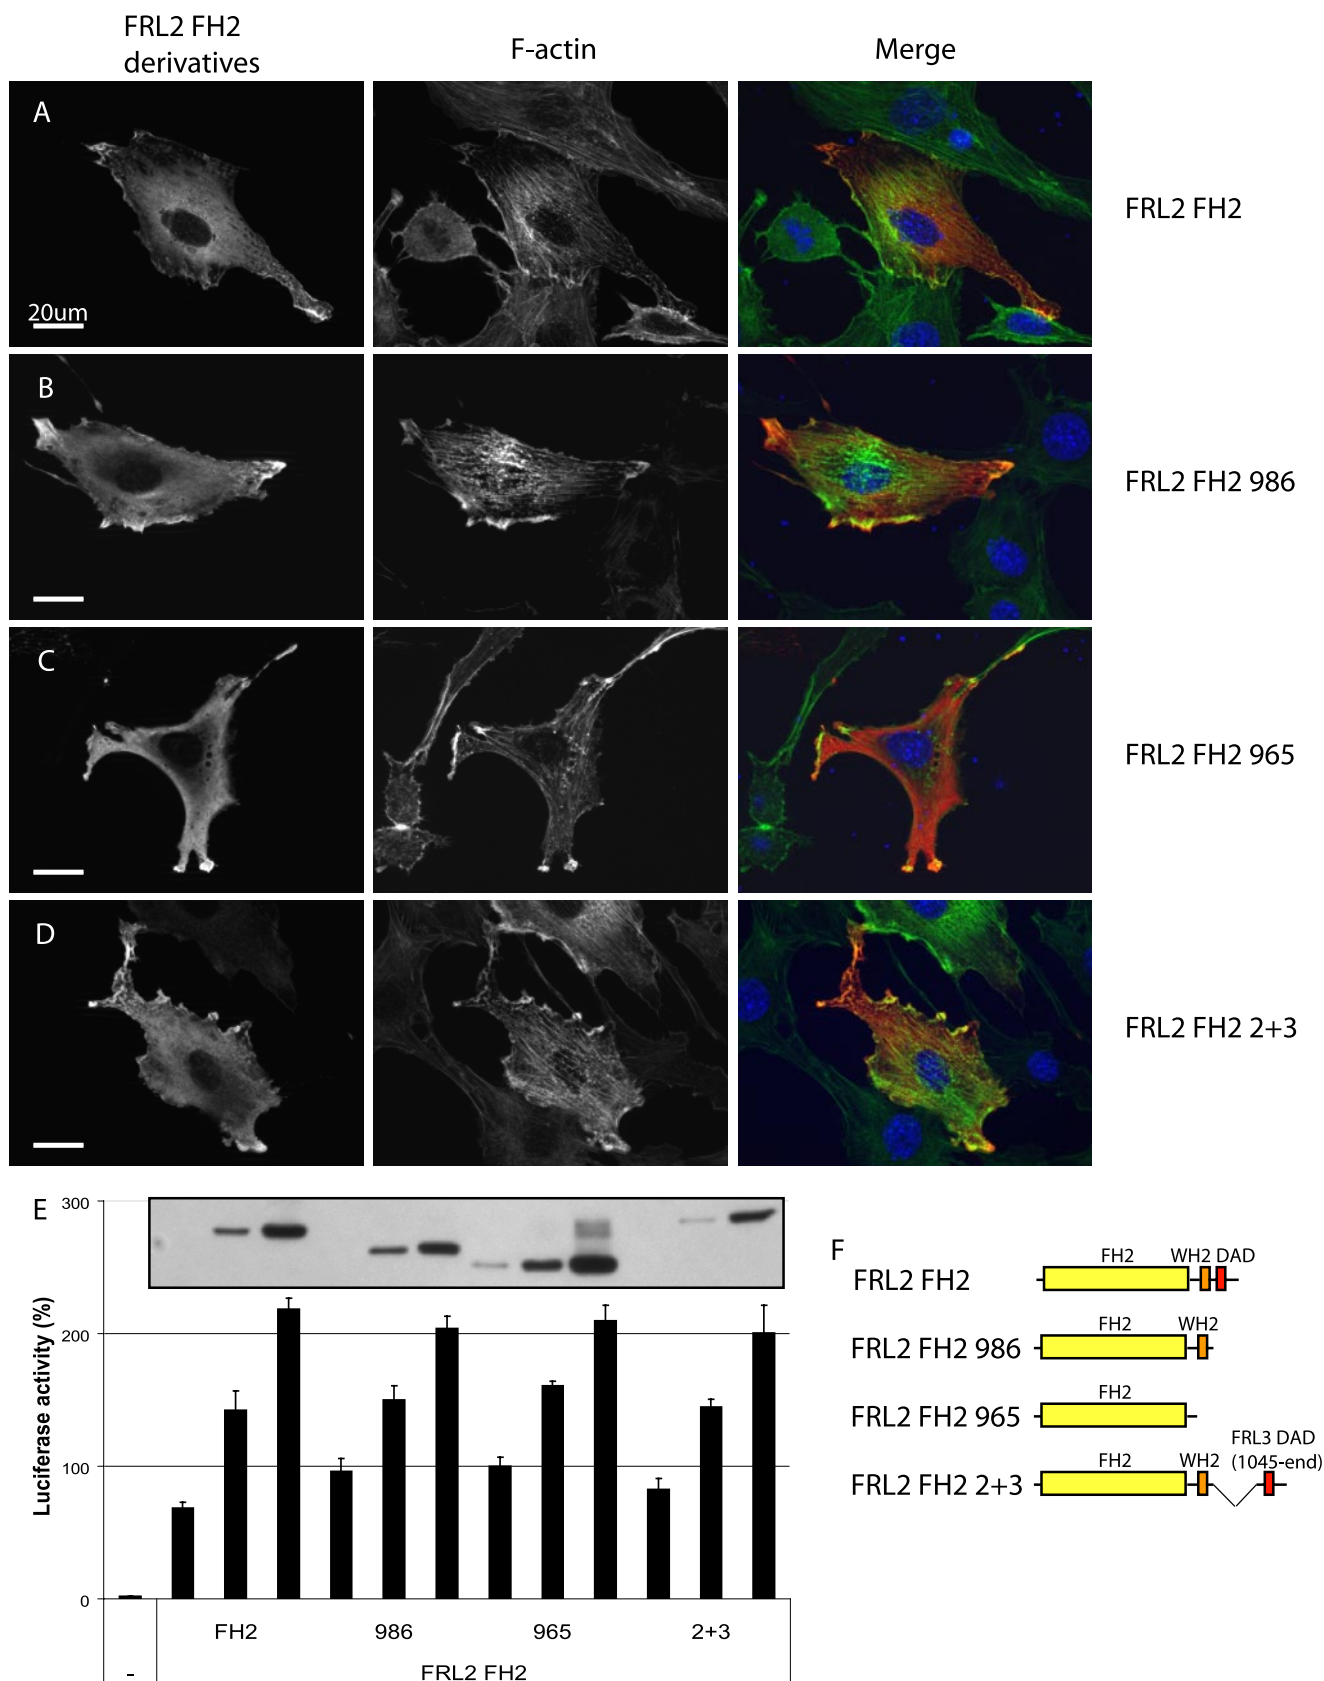 FRL2 FH2
derivatives
F-actin
Merge
A
20um
FRL2 FH2
B
FRL2 FH2 986
C
FRL2 FH2 965
D
FRL2 FH2 2+3
E
300
200
100
0
Luciferase activity (%)
FH2
986
965
2+3
-
FRL2 FH2
F
FH2
WH2
DAD
FRL2 FH2
FH2
WH2
FRL2 FH2 986
FH2
FRL2 FH2 965
FRL3 DAD
FH2
WH2
(1045-end)
FRL2 FH2 2+3